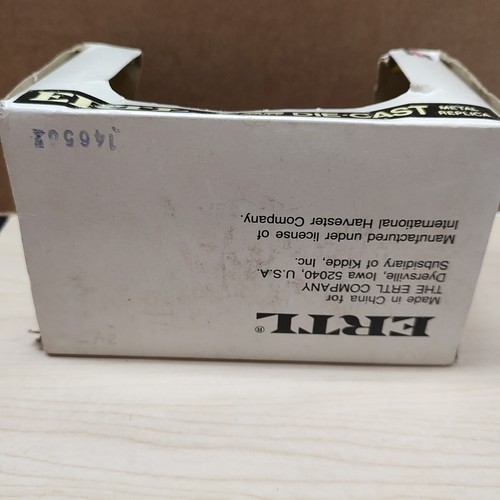 ERTL DIE-CAST METAL
REPLICA
ERTL®
Made in China for
THE ERTL COMPANY
Dyersville, Iowa 52040, U.S.A.
Subsidiary of Kidde, Inc.
Manufactured under license of
International Harvester Company.